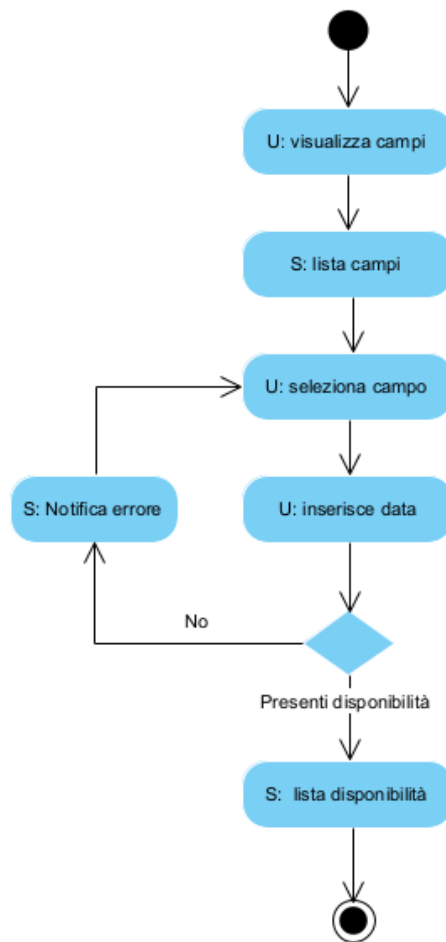 U: visualizza campi
S: lista campi
U: seleziona campo
S: Notifica errore
U: inserisce data
No
Presenti disponibilità
S: lista disponibilità